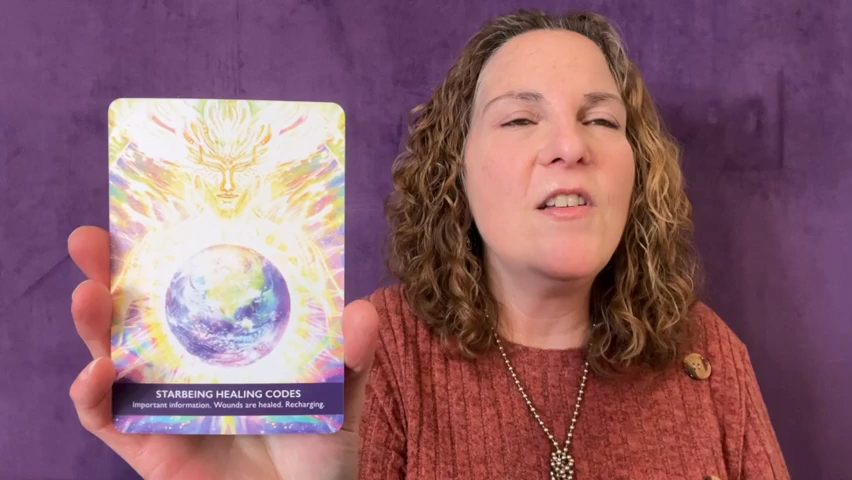 STARBEING HEALING CODES
Important information. Wounds are healed. Recharging.